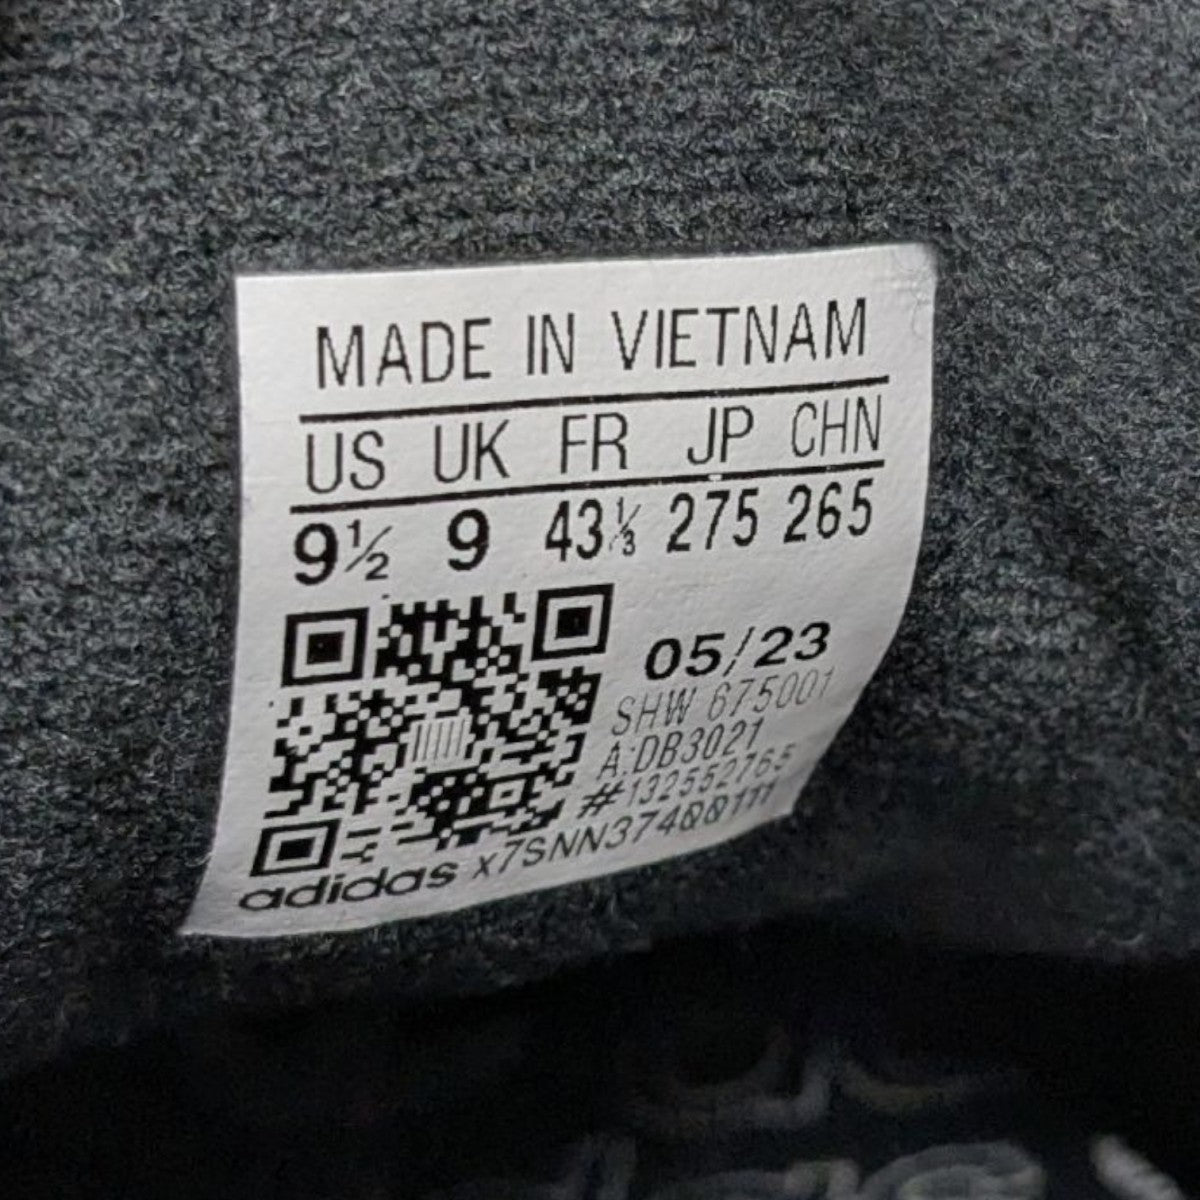 MADE IN VIETNAM
US UK FR JP CHN
9½ 9 43⅓ 275 265
05/23
SHW 675001
A:DB3021
#132552765
adidas x7SNN37400111